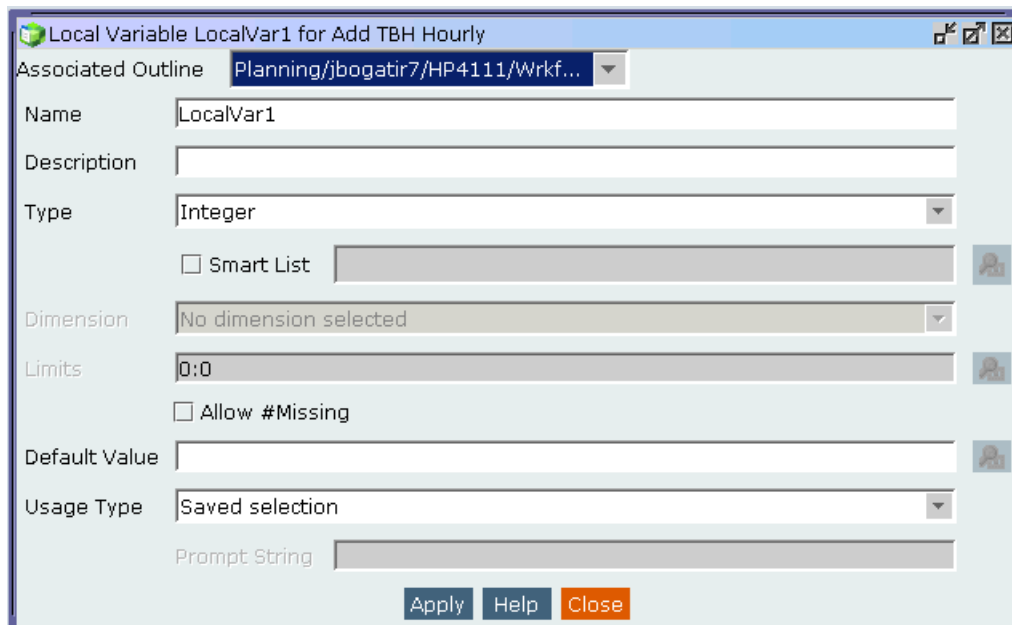 Local Variable LocalVar1 for Add TBH Hourly
Associated Outline Planning/jbogatir7/HP4111/Wrkf...
Name LocalVar1
Description
Type Integer
Smart List
Dimension No dimension selected
Limits 0:0
Allow #Missing
Default Value
Usage Type Saved selection
Prompt String
Apply Help Close